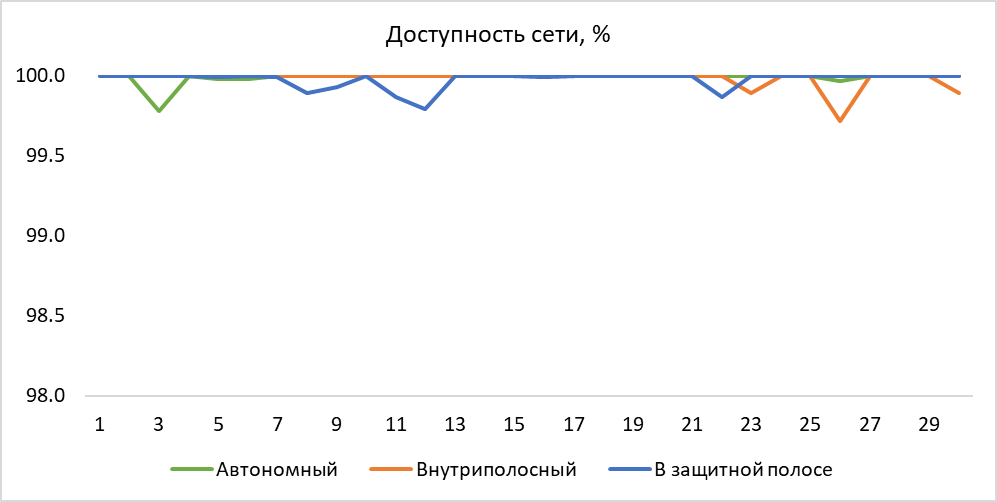 Доступность сети, %
100.0
99.5
99.0
98.5
98.0
1 3 5 7 9 11 13 15 17 19 21 23 25 27 29
Автономный Внутриполосный В защитной полосе